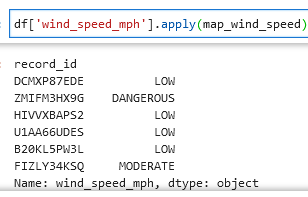 df['wind_speed_mph'].apply(map_wind_speed)
record_id
DCMXP87EDE LOW
ZMIFM3HX9G DANGEROUS
HIVVXBAPS2 LOW
U1AA66UDES LOW
B20KL5PW3L LOW
FIZLY34KSQ MODERATE
Name: wind_speed_mph, dtype: object